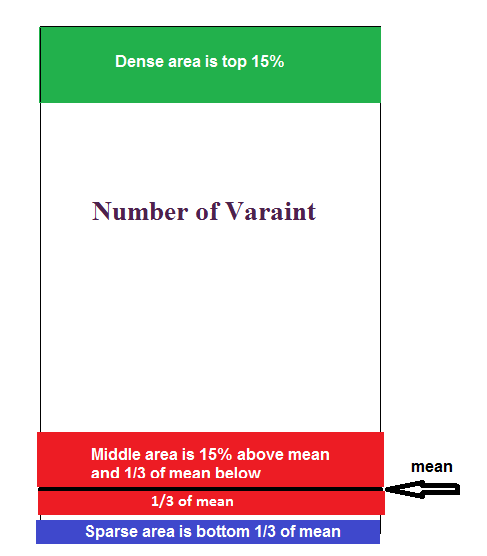 Dense area is top 15%
Number of Varaint
Middle area is 15% above mean
and 1/3 of mean below
mean
1/3 of mean
Sparse area is bottom 1/3 of mean